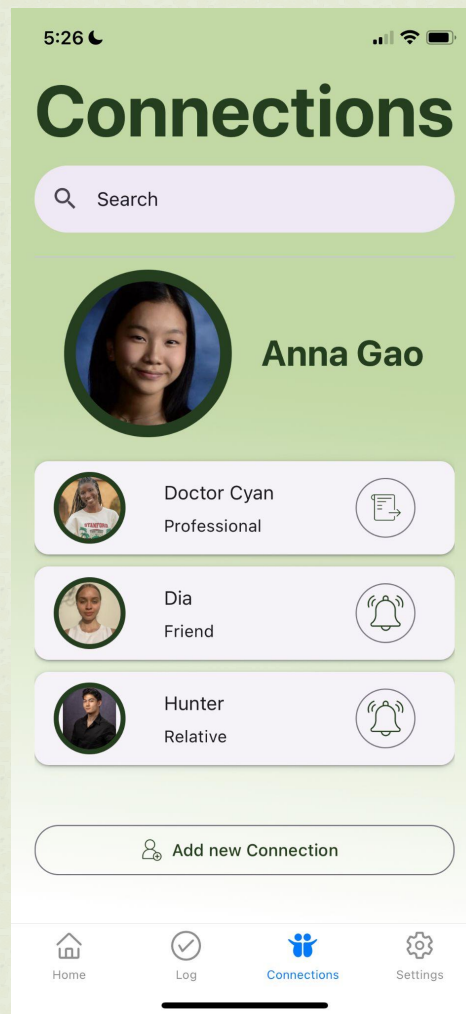 5:26
Connections
Search
Anna Gao
Doctor Cyan
Professional
Dia
Friend
Hunter
Relative
Add new Connection
Home
Log
Connections
Settings